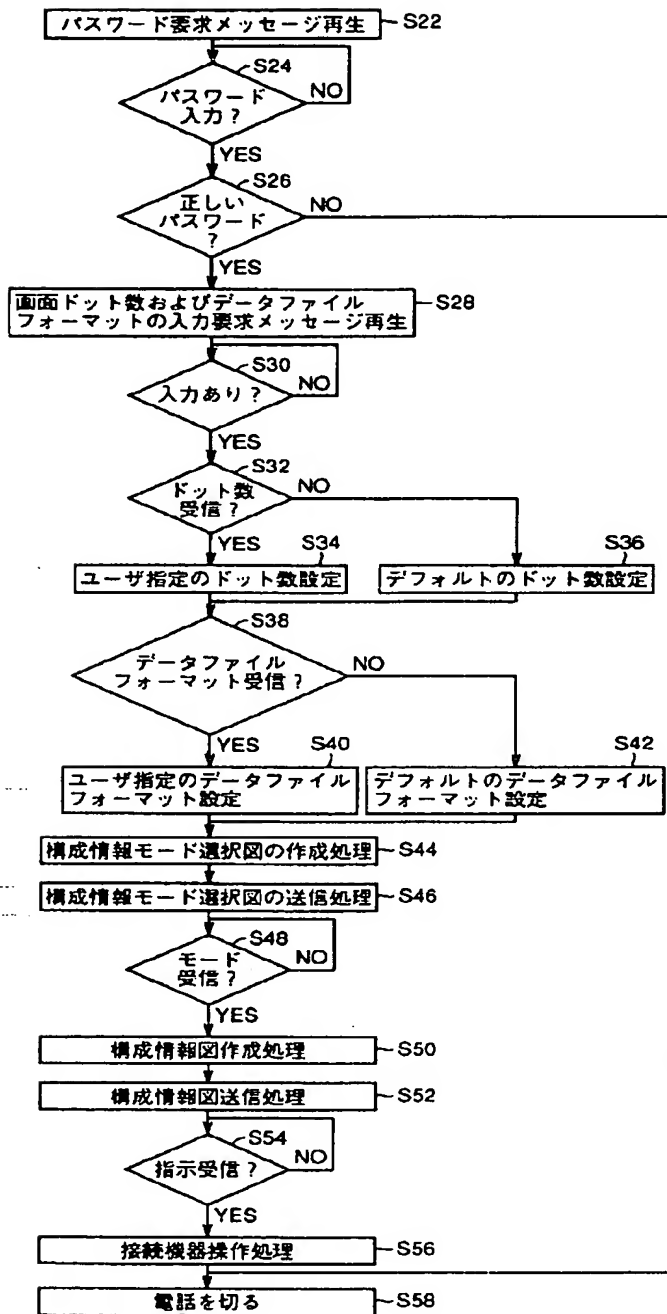 パスワード要求メッセージ再生
S22
S24
パスワード
入力？
NO
YES
S26
正しい
パスワード
？
NO
YES
画面ドット数およびデータファイル
フォーマットの入力要求メッセージ再生
S28
S30
入力あり？
NO
YES
S32
ドット数
受信？
NO
YES
S34
ユーザ指定のドット数設定
S36
デフォルトのドット数設定
S38
データファイル
フォーマット受信？
NO
YES
S40
ユーザ指定のデータファイル
フォーマット設定
S42
デフォルトのデータファイル
フォーマット設定
構成情報モード選択図の作成処理
S44
構成情報モード選択図の送信処理
S46
S48
モード
受信？
NO
YES
構成情報図作成処理
S50
構成情報図送信処理
S52
S54
指示受信？
NO
YES
接続機器操作処理
S56
電話を切る
S58